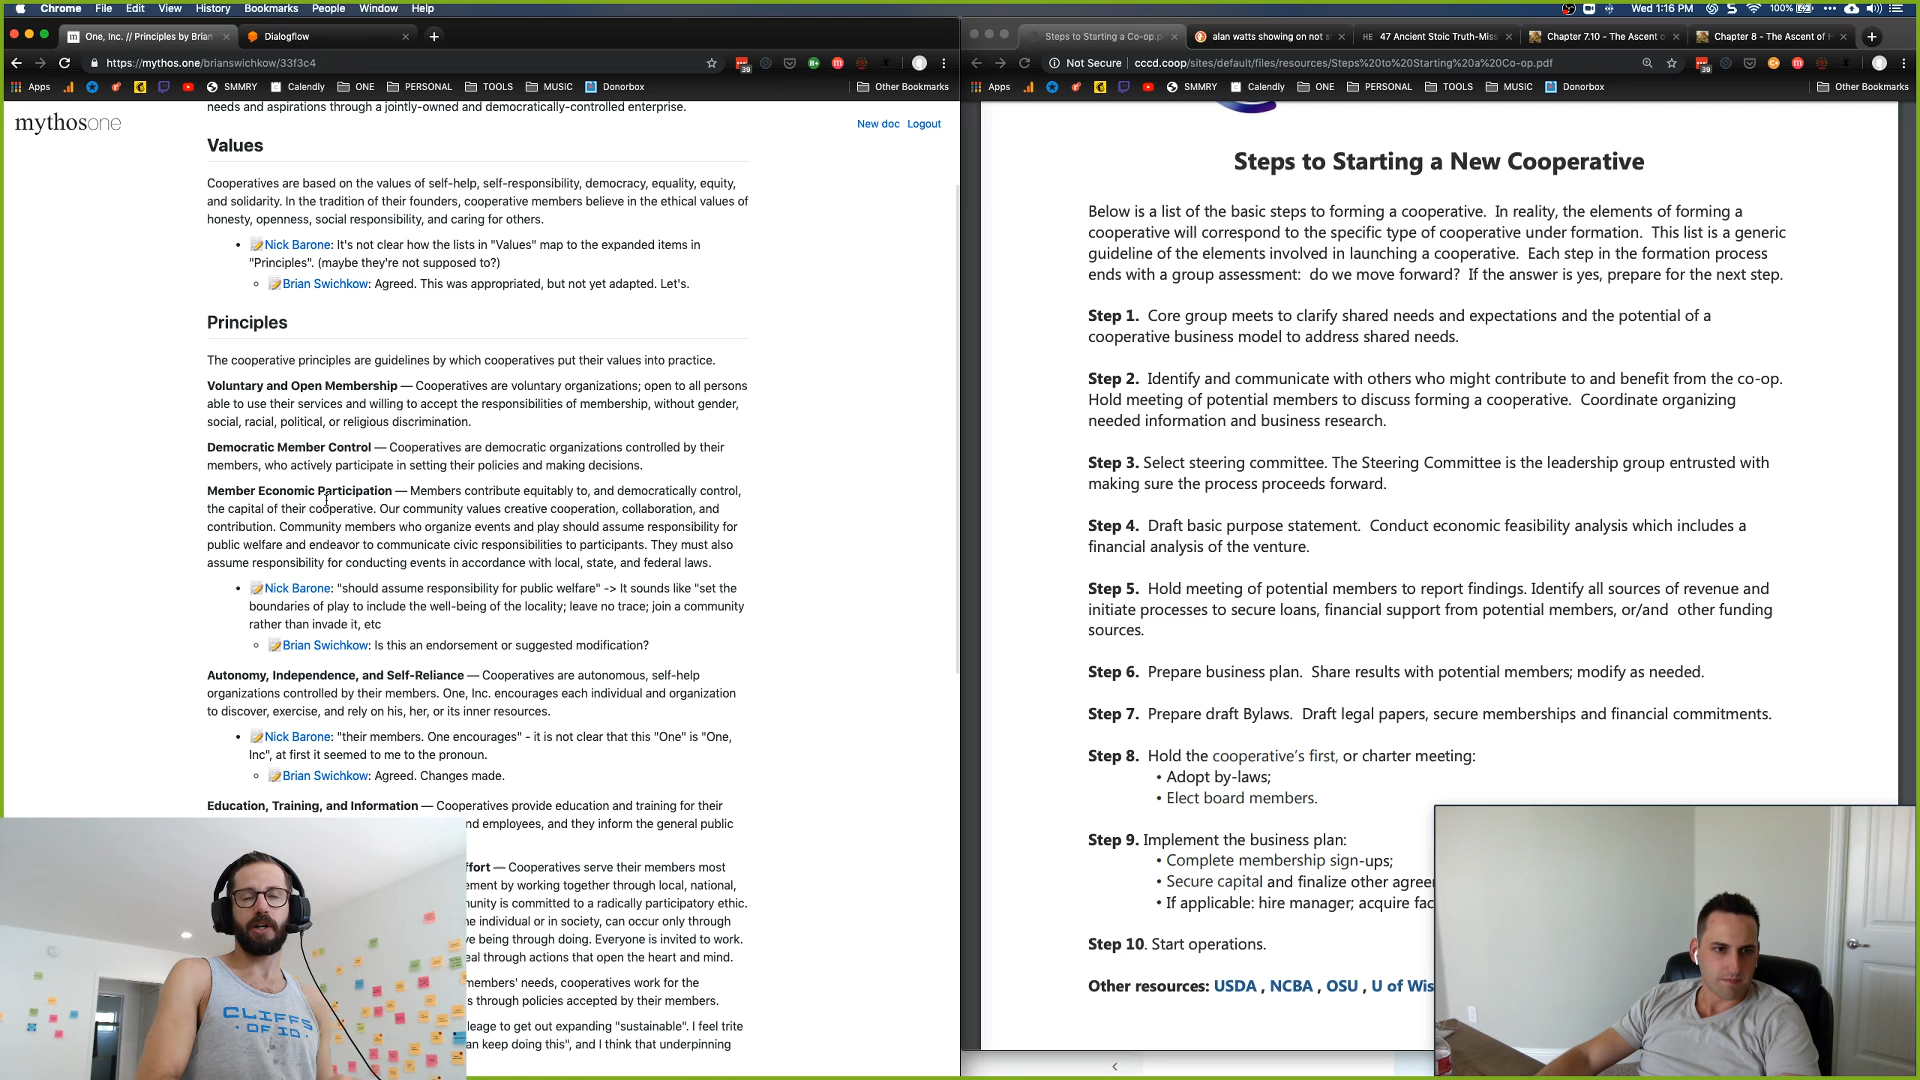 Chrome File Edit View History Bookmarks People Window Help
Wed 1:16 PM 100%
One, Inc. // Principles by Brian
Dialogflow
https://mythos.one/brianswichkow/33f3c4
39
Apps SMMRY Calendly ONE PERSONAL TOOLS MUSIC Donorbox Other Bookmarks
needs and aspirations through a jointly-owned and democratically-controlled enterprise.
mythosone
New doc Logout
Values
Cooperatives are based on the values of self-help, self-responsibility, democracy, equality, equity,
and solidarity. In the tradition of their founders, cooperative members believe in the ethical values of
honesty, openness, social responsibility, and caring for others.
• Nick Barone: It's not clear how the lists in "Values" map to the expanded items in
"Principles". (maybe they're not supposed to?)
Brian Swichkow: Agreed. This was appropriated, but not yet adapted. Let's.
Principles
The cooperative principles are guidelines by which cooperatives put their values into practice.
Voluntary and Open Membership — Cooperatives are voluntary organizations; open to all persons
able to use their services and willing to accept the responsibilities of membership, without gender,
social, racial, political, or religious discrimination.
Democratic Member Control — Cooperatives are democratic organizations controlled by their
members, who actively participate in setting their policies and making decisions.
Member Economic Participation — Members contribute equitably to, and democratically control,
the capital of their cooperative. Our community values creative cooperation, collaboration, and
contribution. Community members who organize events and play should assume responsibility for
public welfare and endeavor to communicate civic responsibilities to participants. They must also
assume responsibility for conducting events in accordance with local, state, and federal laws.
• Nick Barone: "should assume responsibility for public welfare" -> It sounds like "set the
boundaries of play to include the well-being of the locality; leave no trace; join a community
rather than invade it, etc
Brian Swichkow: Is this an endorsement or suggested modification?
Autonomy, Independence, and Self-Reliance — Cooperatives are autonomous, self-help
organizations controlled by their members. One, Inc. encourages each individual and organization
to discover, exercise, and rely on his, her, or its inner resources.
• Nick Barone: "their members. One encourages" - it is not clear that this "One" is "One,
Inc", at first it seemed to me to the pronoun.
Brian Swichkow: Agreed. Changes made.
Education, Training, and Information — Cooperatives provide education and training for their
nd employees, and they inform the general public
ffort — Cooperatives serve their members most
ement by working together through local, national,
unity is committed to a radically participatory ethic.
e individual or in society, can occur only through
ve being through doing. Everyone is invited to work.
eal through actions that open the heart and mind.
members' needs, cooperatives work for the
s through policies accepted by their members.
leage to get out expanding "sustainable". I feel trite
an keep doing this", and I think that underpinning
CLIFFS
• OF ID •
Steps to Starting a Co-op.p
alan watts showing on not s
HE 47 Ancient Stoic Truth-Miss
Chapter 7.10 - The Ascent o
Chapter 8 - The Ascent of H
Not Secure cccd.coop/sites/default/files/resources/Steps%20to%20Starting%20a%20Co-op.pdf
39
Apps SMMRY Calendly ONE PERSONAL TOOLS MUSIC Donorbox Other Bookmarks
Steps to Starting a New Cooperative
Below is a list of the basic steps to forming a cooperative. In reality, the elements of forming a
cooperative will correspond to the specific type of cooperative under formation. This list is a generic
guideline of the elements involved in launching a cooperative. Each step in the formation process
ends with a group assessment: do we move forward? If the answer is yes, prepare for the next step.
Step 1. Core group meets to clarify shared needs and expectations and the potential of a
cooperative business model to address shared needs.
Step 2. Identify and communicate with others who might contribute to and benefit from the co-op.
Hold meeting of potential members to discuss forming a cooperative. Coordinate organizing
needed information and business research.
Step 3. Select steering committee. The Steering Committee is the leadership group entrusted with
making sure the process proceeds forward.
Step 4. Draft basic purpose statement. Conduct economic feasibility analysis which includes a
financial analysis of the venture.
Step 5. Hold meeting of potential members to report findings. Identify all sources of revenue and
initiate processes to secure loans, financial support from potential members, or/and other funding
sources.
Step 6. Prepare business plan. Share results with potential members; modify as needed.
Step 7. Prepare draft Bylaws. Draft legal papers, secure memberships and financial commitments.
Step 8. Hold the cooperative's first, or charter meeting:
• Adopt by-laws;
• Elect board members.
Step 9. Implement the business plan:
• Complete membership sign-ups;
• Secure capital and finalize other agree
• If applicable: hire manager; acquire fac
Step 10. Start operations.
Other resources: USDA , NCBA , OSU , U of Wis